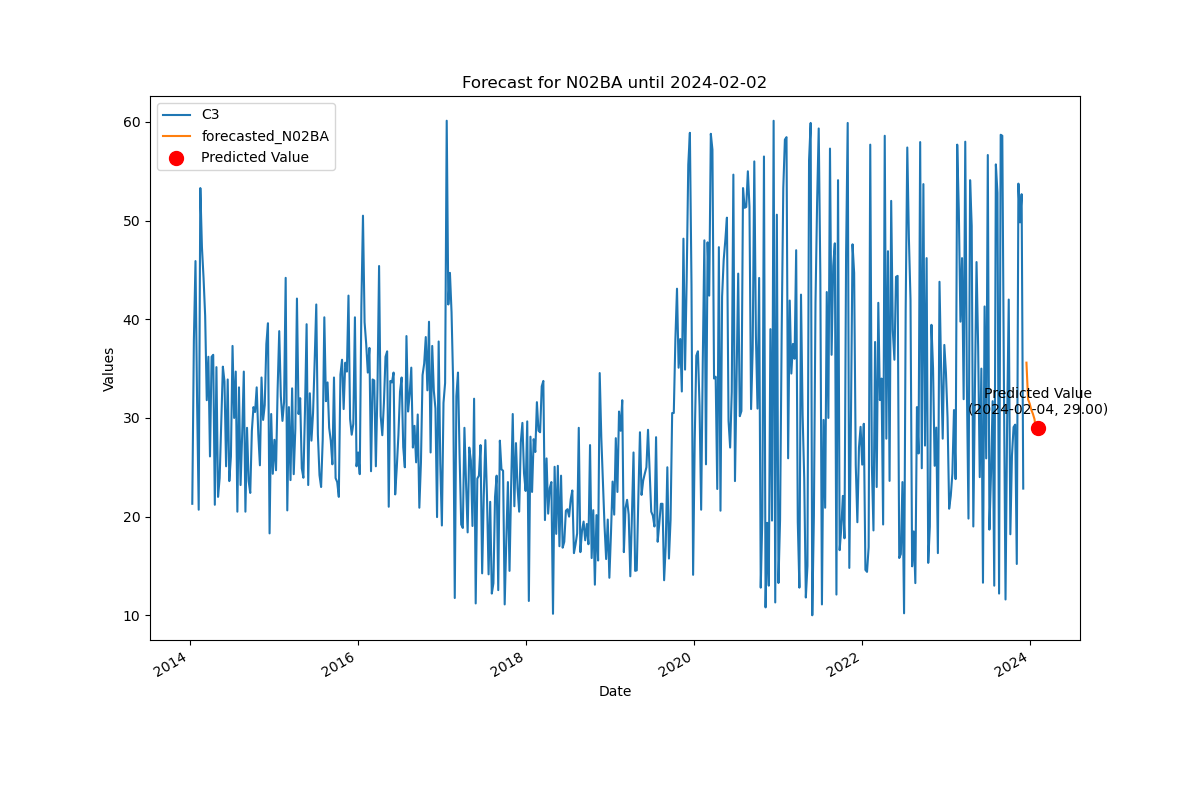 Forecast for N02BA until 2024-02-02
C3
forecasted_N02BA
Predicted Value
60
50
40
30
20
10
Values
Predicted Value
(2024-02-04, 29.00)
2014
2016
2018
2020
2022
2024
Date